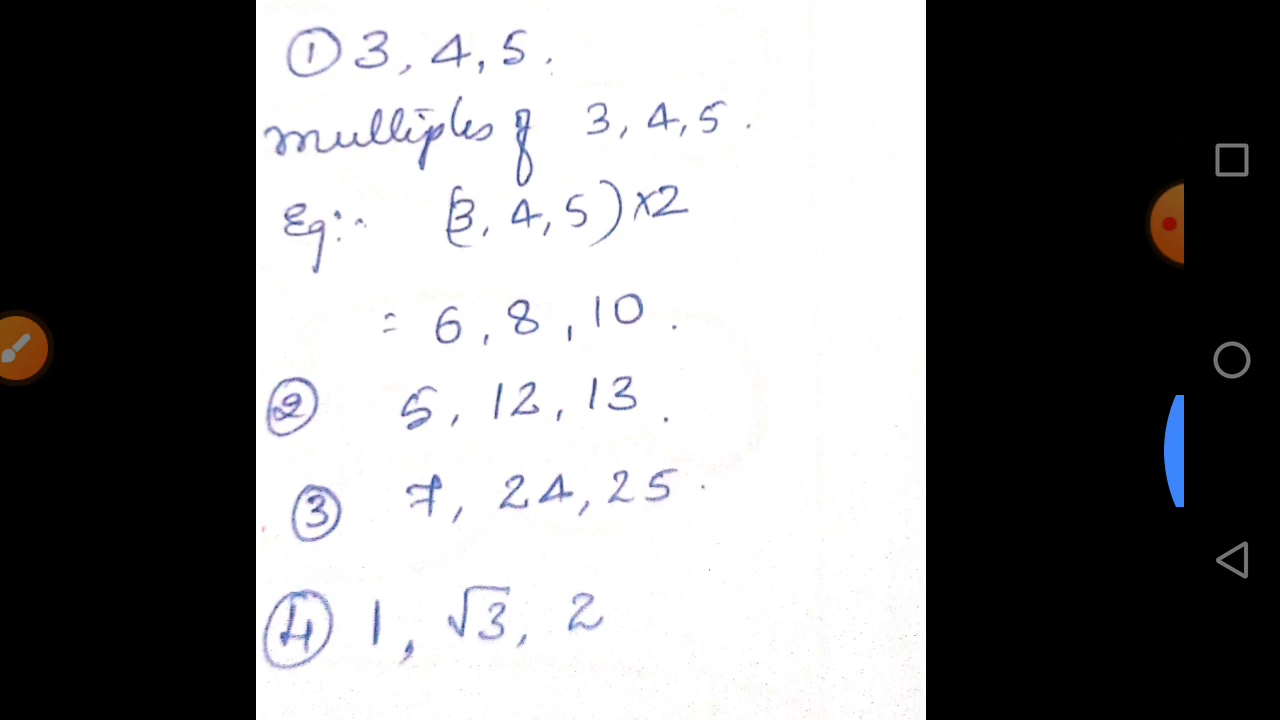 ① 3, 4, 5.
multiples of 3, 4, 5.
Eg:- (3, 4, 5) x2
= 6, 8, 10.
② 5, 12, 13.
③ 7, 24, 25.
④ 1, √3, 2